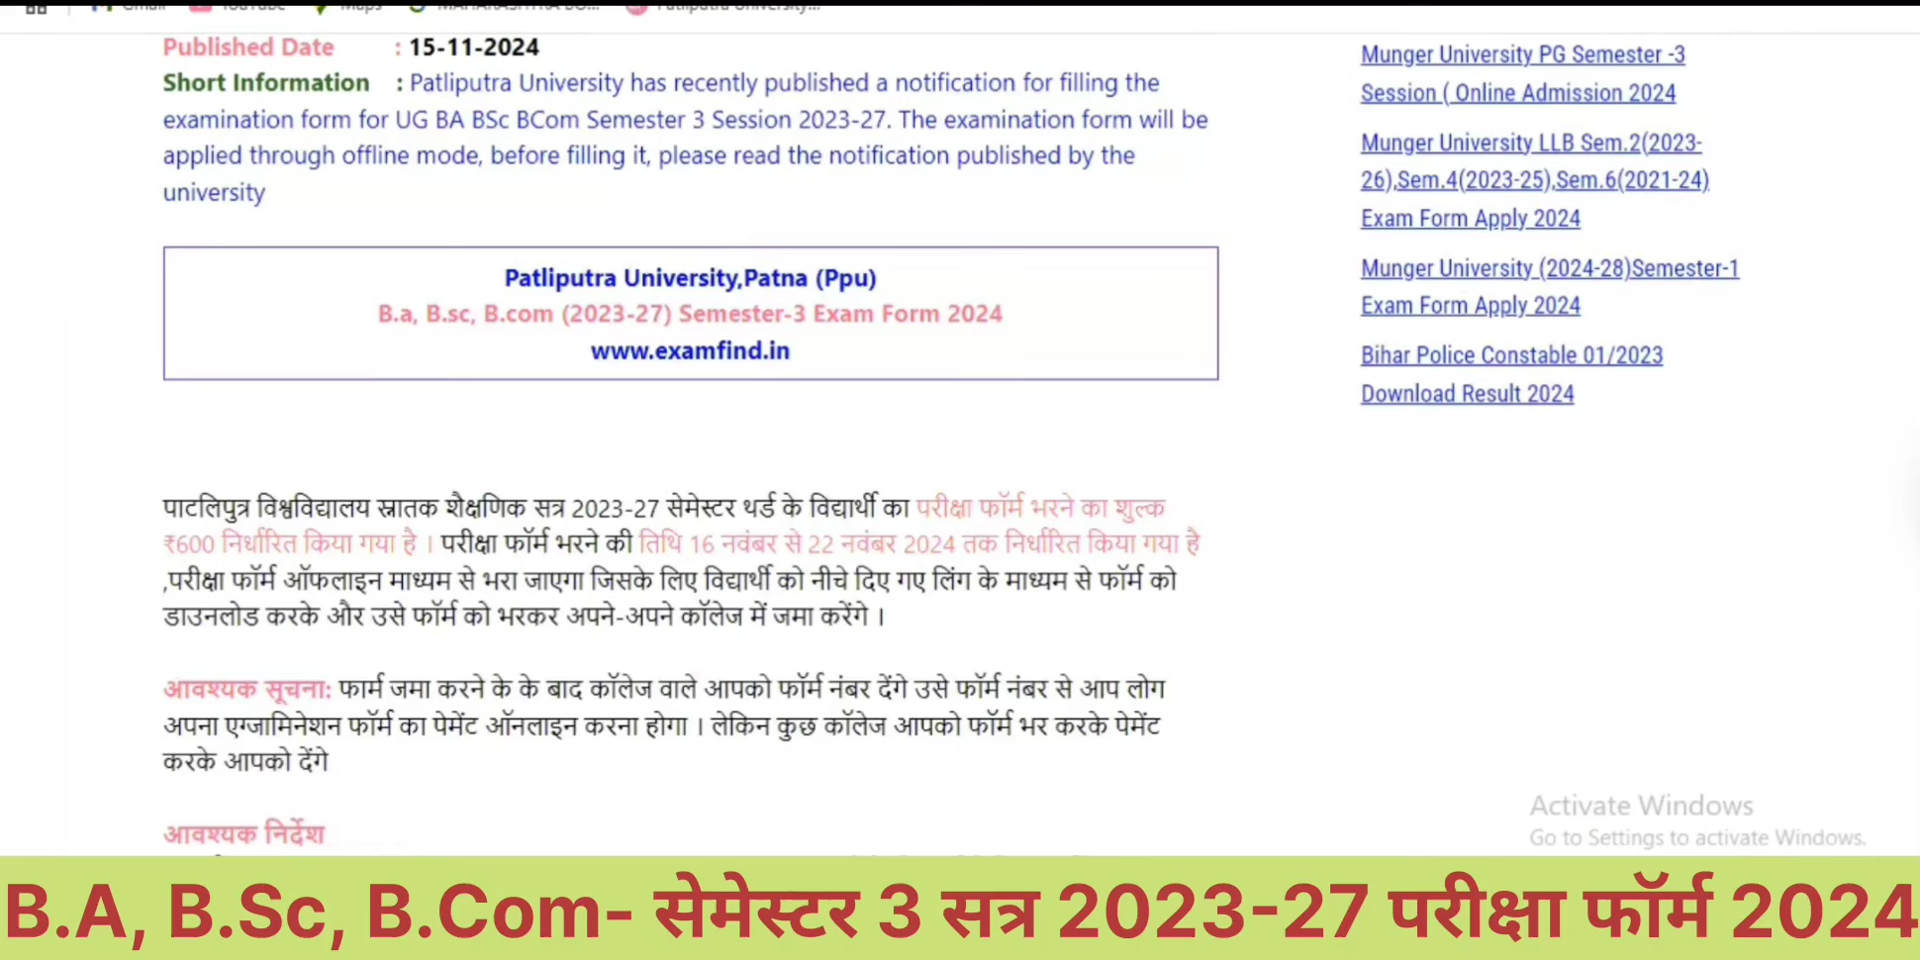 Published Date : 15-11-2024
Short Information : Patliputra University has recently published a notification for filling the
examination form for UG BA BSc BCom Semester 3 Session 2023-27. The examination form will be
applied through offline mode, before filling it, please read the notification published by the
university
Patliputra University,Patna (Ppu)
B.a, B.sc, B.com (2023-27) Semester-3 Exam Form 2024
www.examfind.in
पाटलिपुत्र विश्वविद्यालय स्नातक शैक्षणिक सत्र 2023-27 सेमेस्टर थर्ड के विद्यार्थी का परीक्षा फॉर्म भरने का शुल्क
₹600 निर्धारित किया गया है । परीक्षा फॉर्म भरने की तिथि 16 नवंबर से 22 नवंबर 2024 तक निर्धारित किया गया है
,परीक्षा फॉर्म ऑफलाइन माध्यम से भरा जाएगा जिसके लिए विद्यार्थी को नीचे दिए गए लिंग के माध्यम से फॉर्म को
डाउनलोड करके और उसे फॉर्म को भरकर अपने-अपने कॉलेज में जमा करेंगे ।
आवश्यक सूचना: फार्म जमा करने के के बाद कॉलेज वाले आपको फॉर्म नंबर देंगे उसे फॉर्म नंबर से आप लोग
अपना एग्जामिनेशन फॉर्म का पेमेंट ऑनलाइन करना होगा । लेकिन कुछ कॉलेज आपको फॉर्म भर करके पेमेंट
करके आपको देंगे
आवश्यक निर्देश
Munger University PG Semester -3
Session ( Online Admission 2024
Munger University LLB Sem.2(2023-
26),Sem.4(2023-25),Sem.6(2021-24)
Exam Form Apply 2024
Munger University (2024-28)Semester-1
Exam Form Apply 2024
Bihar Police Constable 01/2023
Download Result 2024
Activate Windows
Go to Settings to activate Windows.
B.A, B.Sc, B.Com- सेमेस्टर 3 सत्र 2023-27 परीक्षा फॉर्म 2024